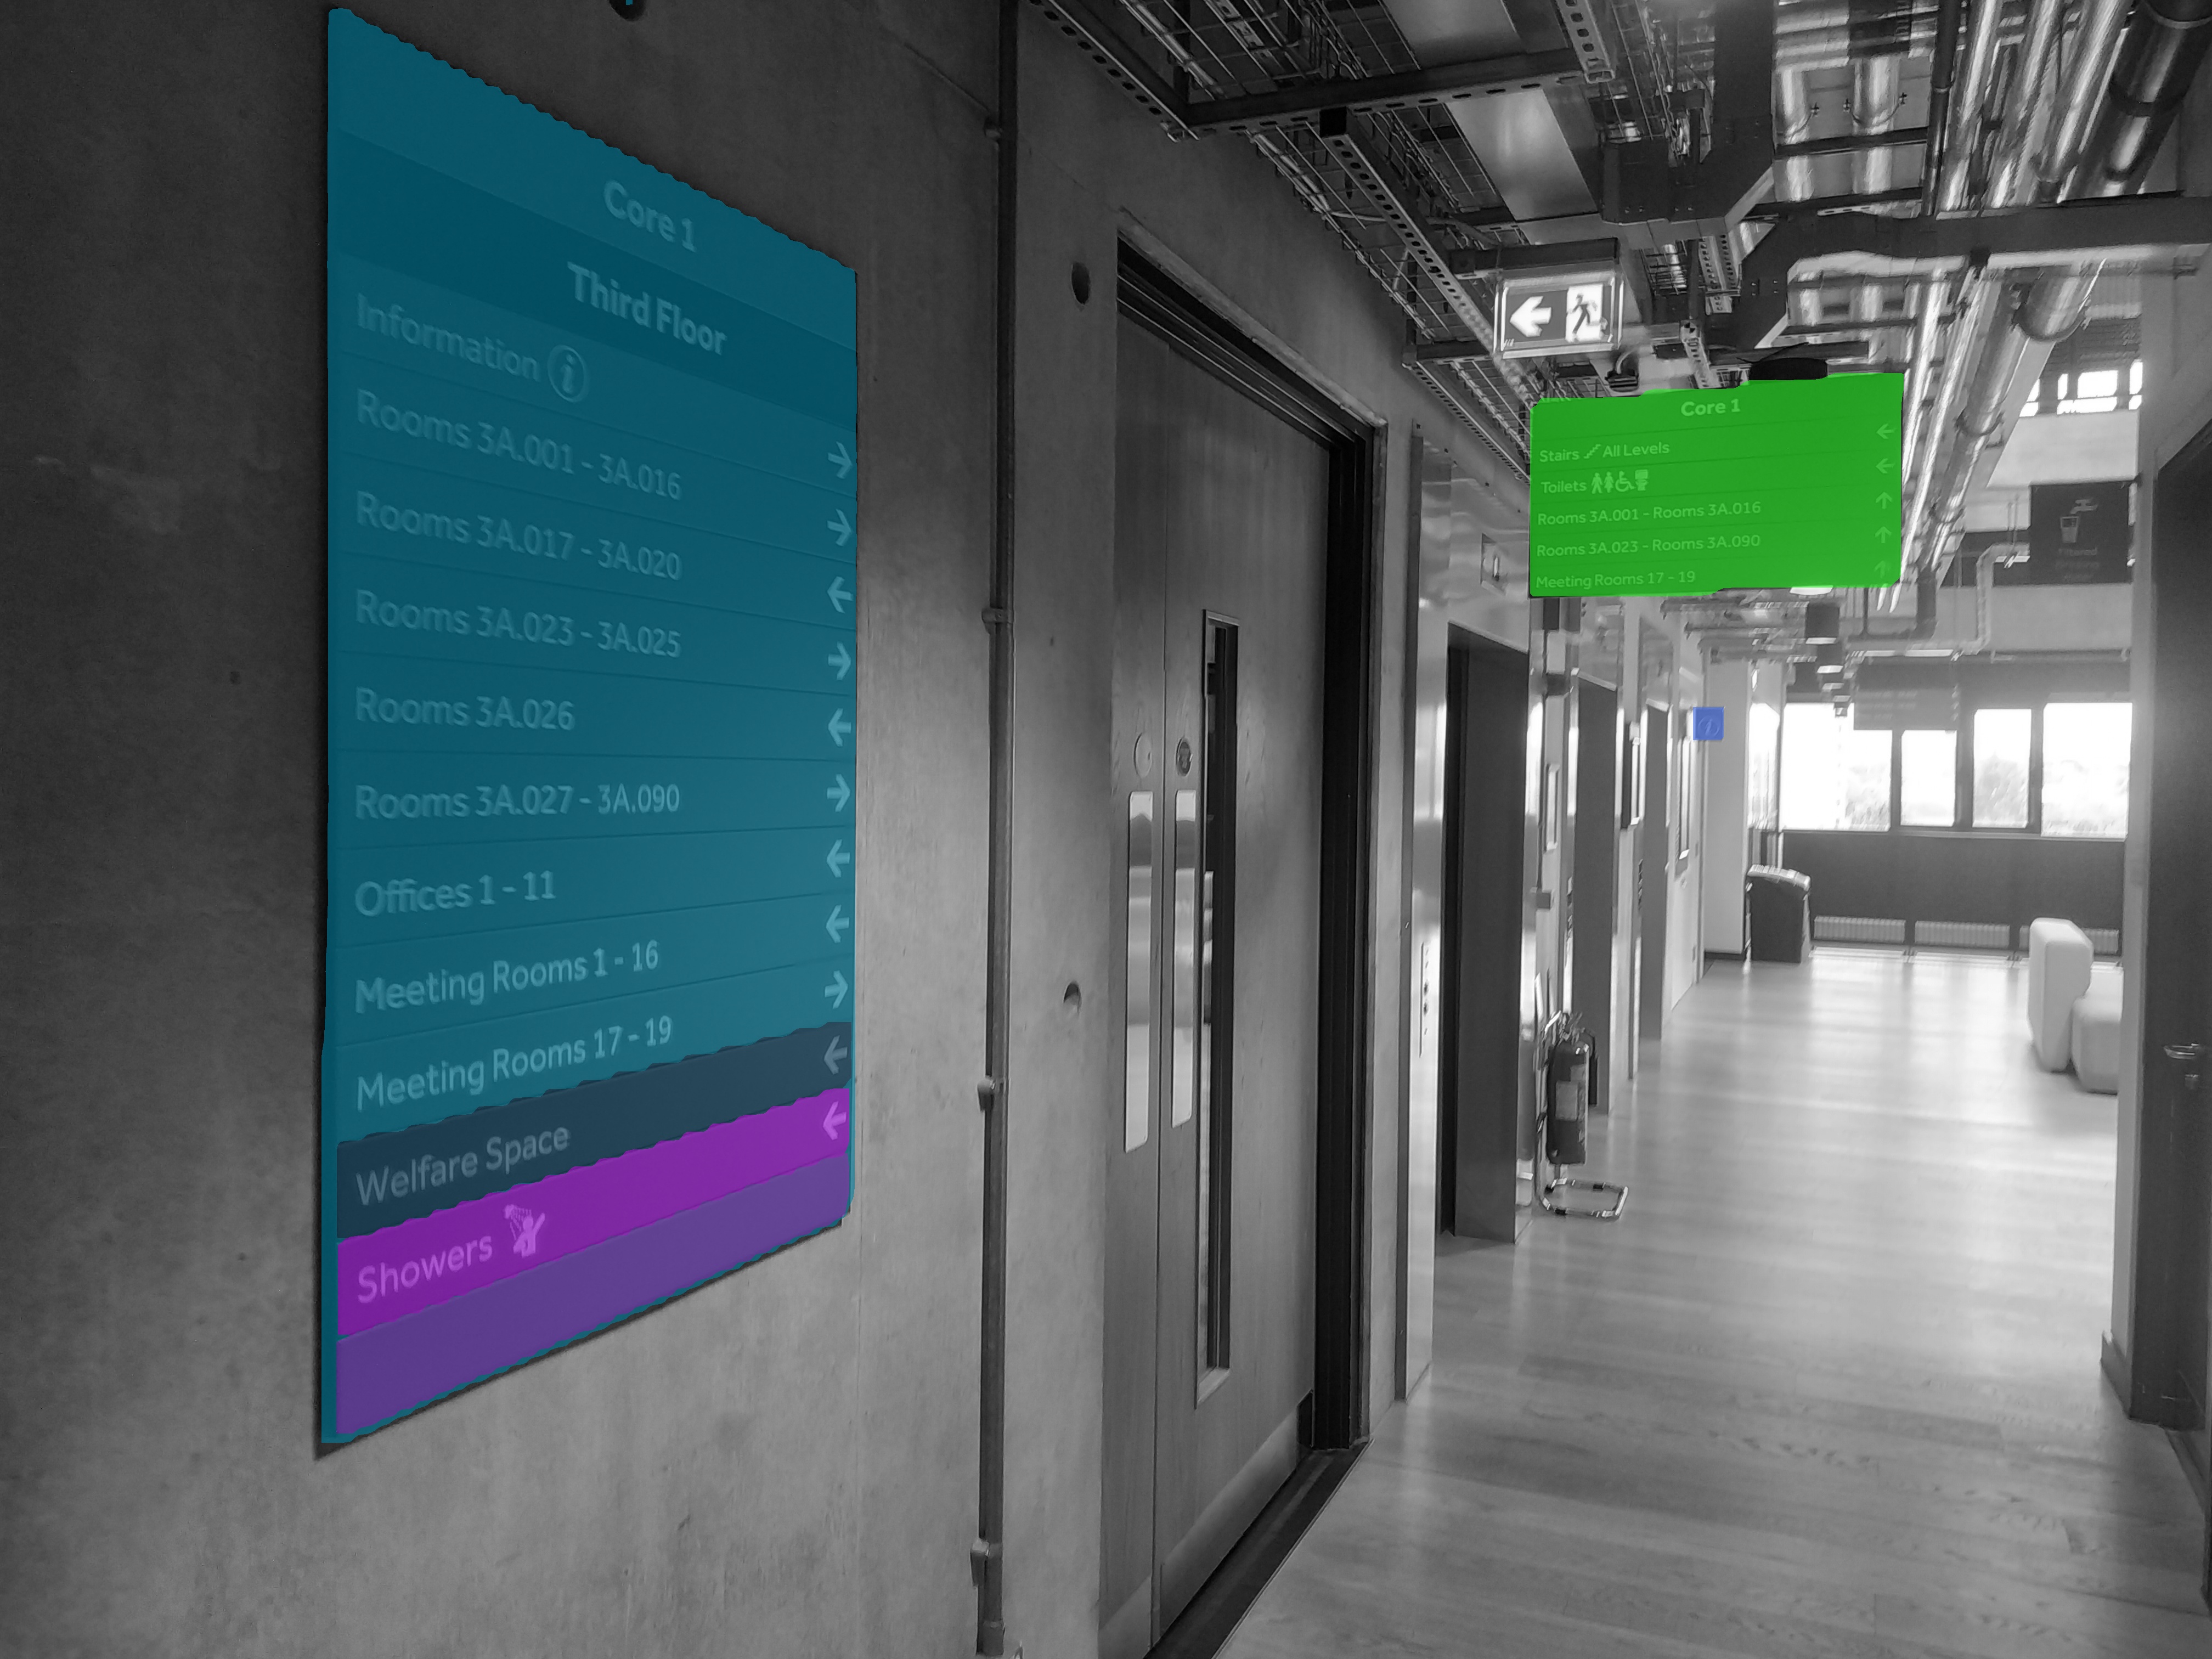 Core 1
Third Floor
Information
Rooms 3A.001 - 3A.016
Rooms 3A.017 - 3A.020
Rooms 3A.023 - 3A.025
Rooms 3A.026
Rooms 3A.027 - 3A.090
Offices 1 - 11
Meeting Rooms 1 - 16
Meeting Rooms 17 - 19
Welfare Space
Showers
Core 1
Stairs All Levels
Toilets
Rooms 3A.001 - Rooms 3A.016
Rooms 3A.023 - Rooms 3A.090
Meeting Rooms 17 - 19